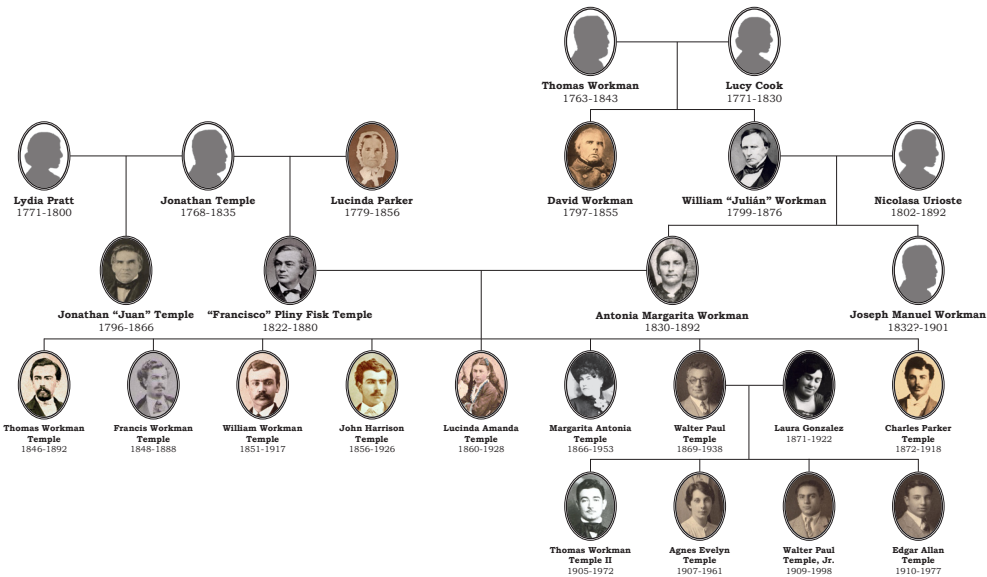 Thomas Workman
1763-1843
Lucy Cook
1771-1830
Lydia Pratt
1771-1800
Jonathan Temple
1768-1835
Lucinda Parker
1779-1856
David Workman
1797-1855
William “Julián” Workman
1799-1876
Nicolasa Urioste
1802-1892
Jonathan “Juan” Temple
1796-1866
“Francisco” Pliny Fisk Temple
1822-1880
Antonia Margarita Workman
1830-1892
Joseph Manuel Workman
1832?-1901
Thomas Workman
Temple
1846-1892
Francis Workman
Temple
1848-1888
William Workman
Temple
1851-1917
John Harrison
Temple
1856-1926
Lucinda Amanda
Temple
1860-1928
Margarita Antonia
Temple
1866-1953
Walter Paul
Temple
1869-1938
Laura Gonzalez
1871-1922
Charles Parker
Temple
1872-1918
Thomas Workman
Temple II
1905-1972
Agnes Evelyn
Temple
1907-1961
Walter Paul
Temple, Jr.
1909-1998
Edgar Allan
Temple
1910-1977